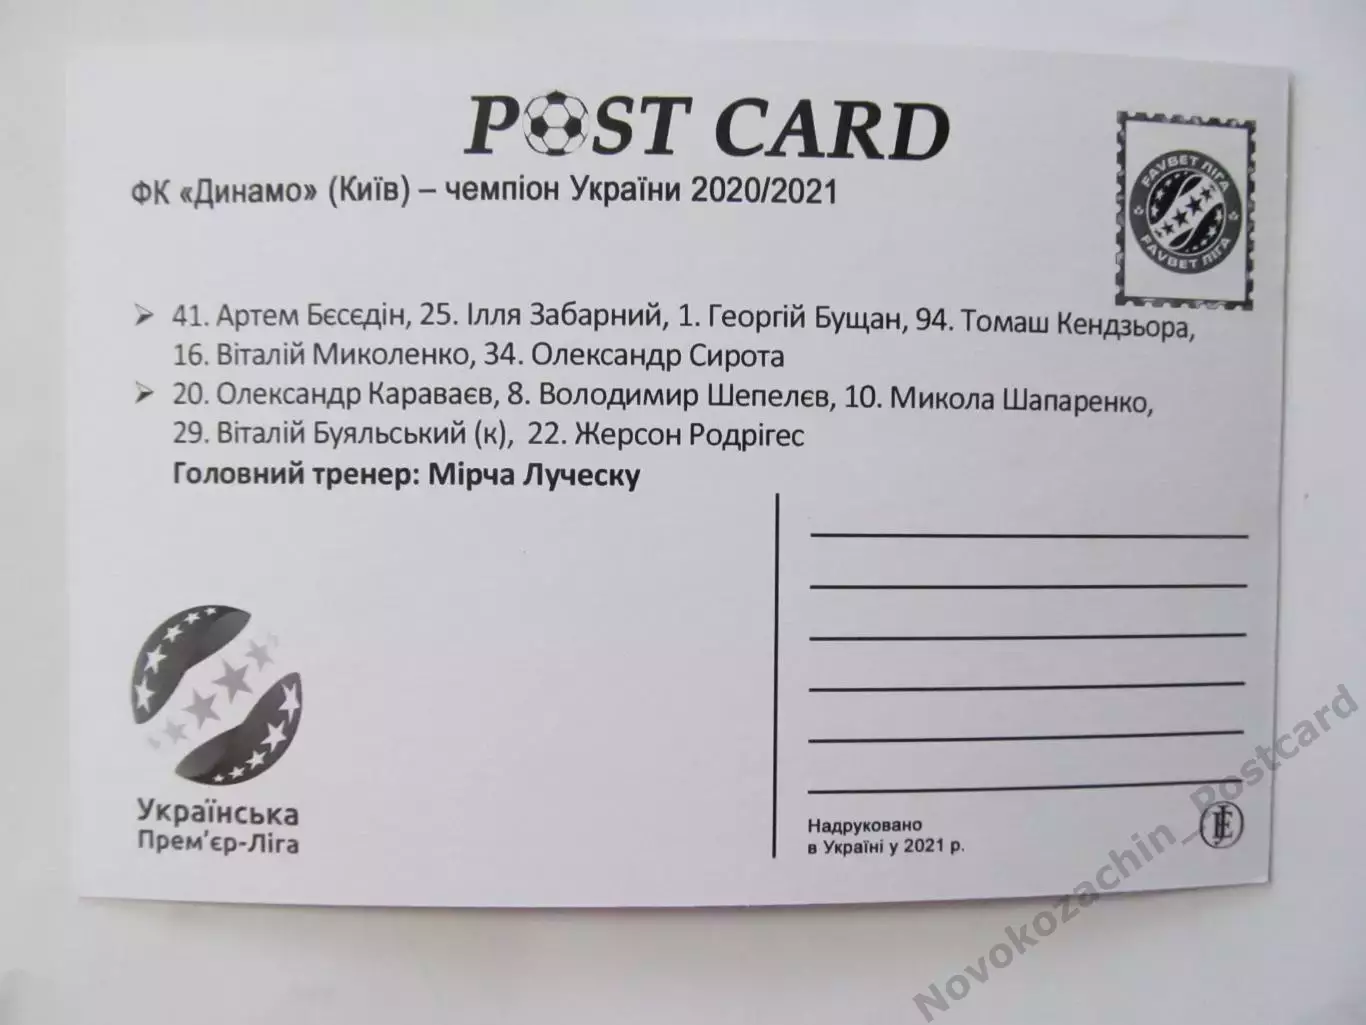 POST CARD
ФК «Динамо» (Київ) – чемпіон України 2020/2021
FAVBET ЛІГА
FAVBET ЛІГА
➢ 41. Артем Бєсєдін, 25. Ілля Забарний, 1. Георгій Бущан, 94. Томаш Кендзьора,
16. Віталій Миколенко, 34. Олександр Сирота
➢ 20. Олександр Караваєв, 8. Володимир Шепелєв, 10. Микола Шапаренко,
29. Віталій Буяльський (к), 22. Жерсон Родрігес
Головний тренер: Мірча Луческу
Українська
Прем'єр-Ліга
Надруковано
в Україні у 2021 р.
Novokozachin_Postcard